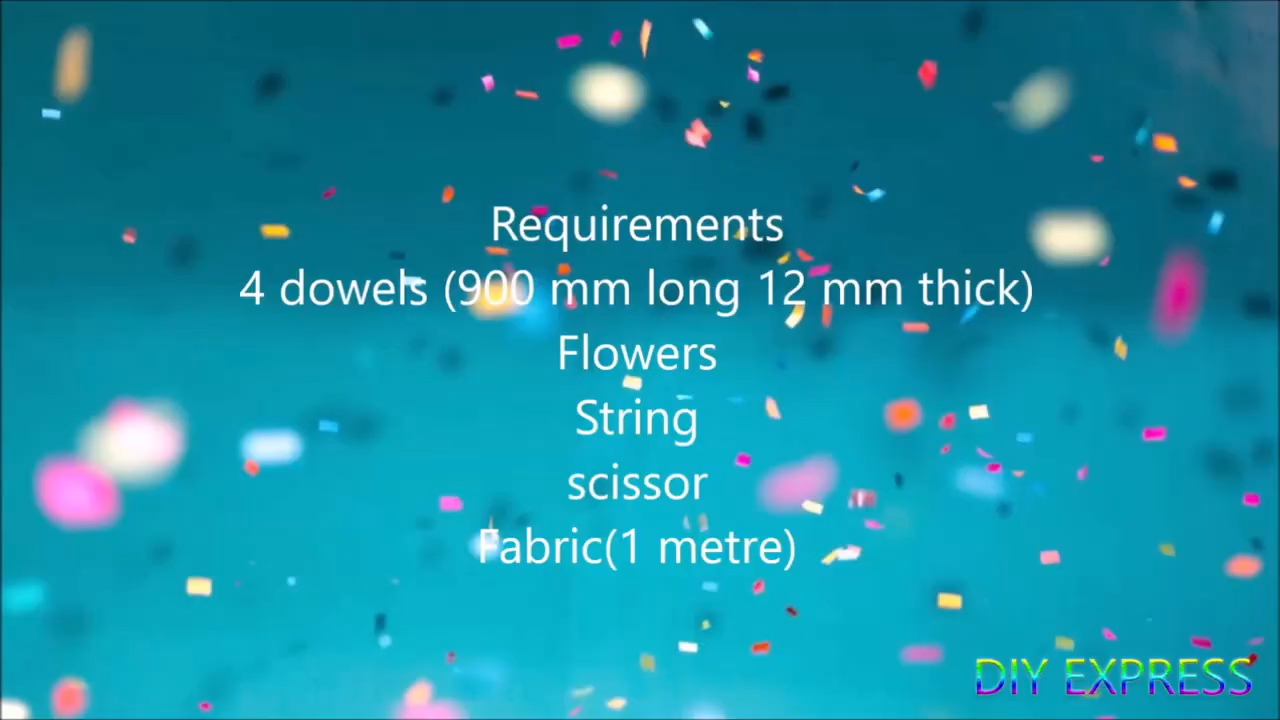 Requirements
4 dowels (900 mm long 12 mm thick)
Flowers
String
scissor
Fabric(1 metre)
DIY EXPRESS